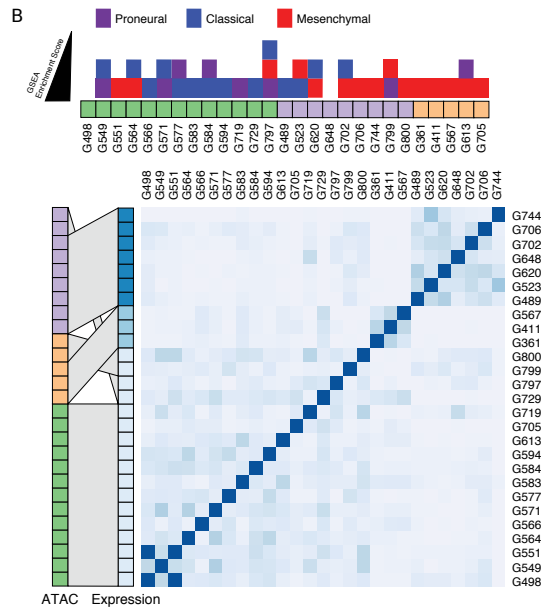 B
Proneural
Classical
Mesenchymal
GSEA
Enrichment Score
G498 G549 G551 G564 G566 G571 G577 G583 G584 G594 G719 G729 G797 G489 G523 G620 G648 G702 G706 G744 G799 G800 G361 G411 G567 G613 G705
G498 G549 G551 G564 G566 G571 G577 G583 G584 G594 G613 G705 G719 G729 G797 G799 G800 G361 G411 G567 G489 G523 G620 G648 G702 G706 G744
G744
G706
G702
G648
G620
G523
G489
G567
G411
G361
G800
G799
G797
G729
G719
G705
G613
G594
G584
G583
G577
G571
G566
G564
G551
G549
G498
ATAC Expression